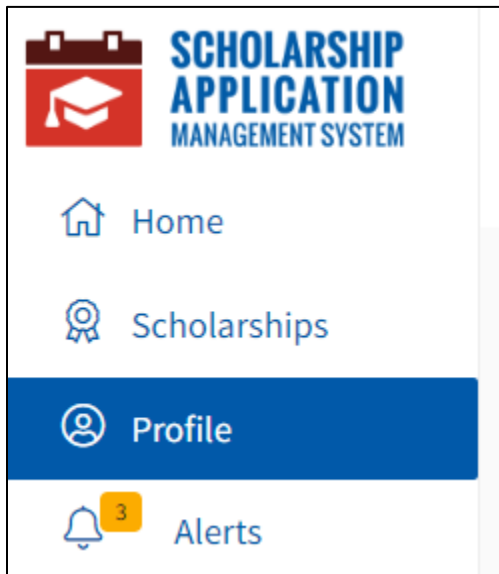 SCHOLARSHIP
APPLICATION
MANAGEMENT SYSTEM
Home
Scholarships
Profile
3
Alerts